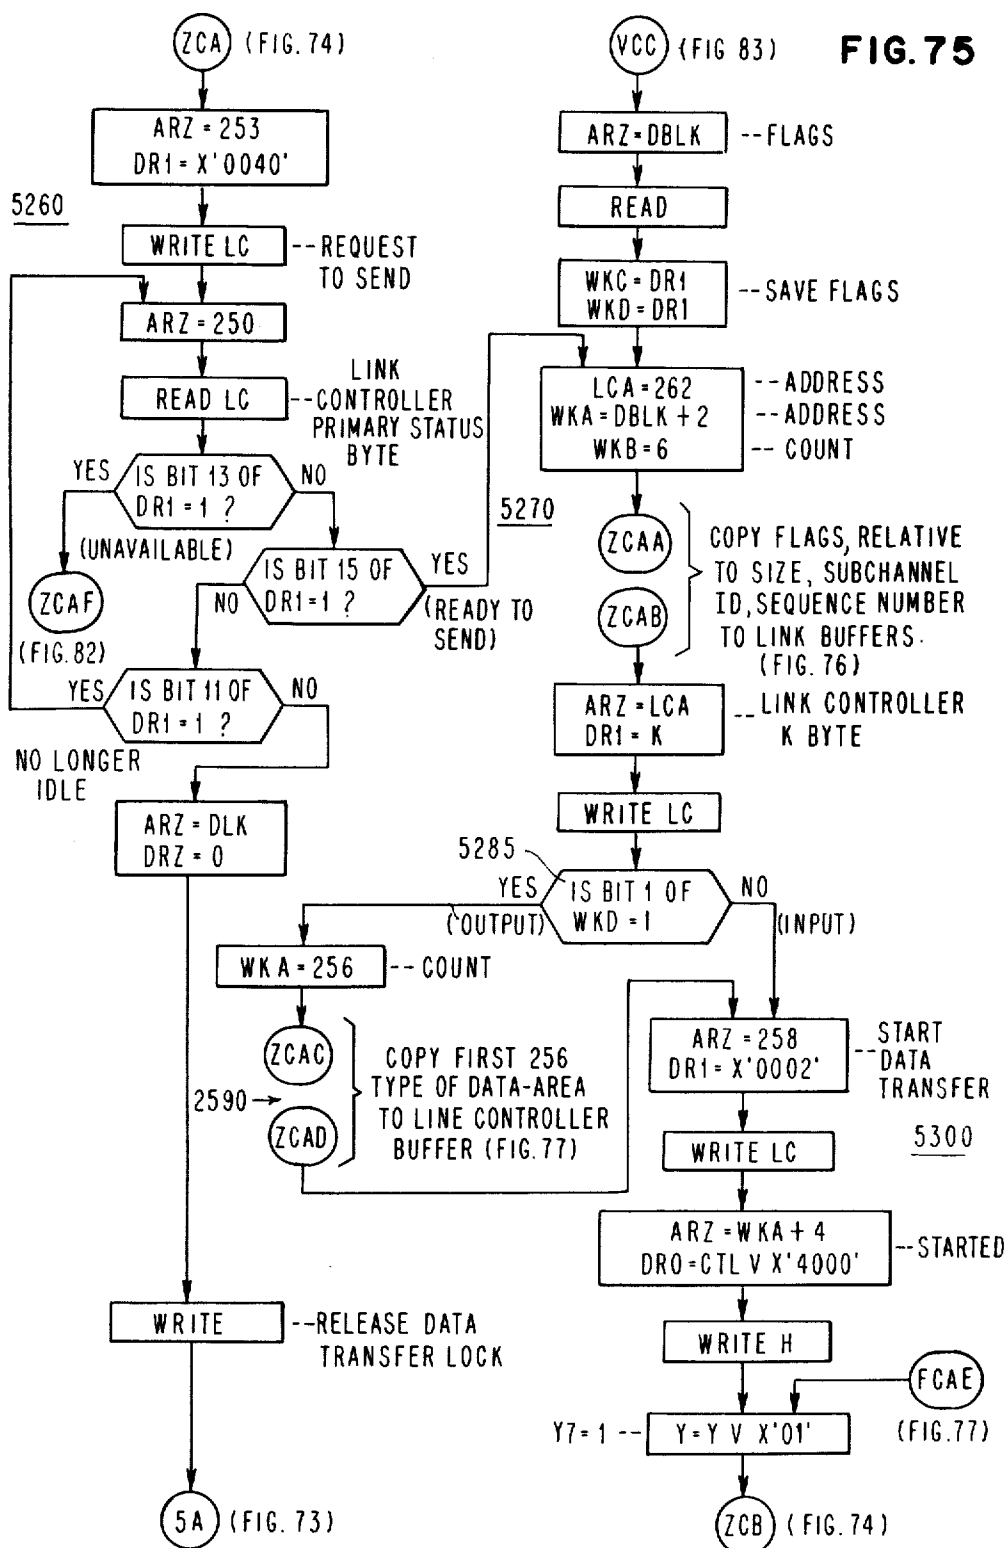 FIG. 75
ZCA (FIG. 74)
ARZ = 253
DR1 = X'0040'
5260
WRITE LC --REQUEST
TO SEND
ARZ = 250
READ LC -- LINK
CONTROLLER
PRIMARY STATUS
BYTE
YES IS BIT 13 OF NO
DR1 = 1 ?
(UNAVAILABLE)
ZCAF
(FIG. 82)
IS BIT 15 OF YES
NO DR1=1 ? (READY TO
SEND)
YES IS BIT 11 OF NO
DR1=1 ?
NO LONGER
IDLE
ARZ = DLK
DRZ = 0
WRITE --RELEASE DATA
TRANSFER LOCK
5A (FIG. 73)
VCC (FIG 83)
ARZ=DBLK --FLAGS
READ
WKC = DR1
WKD = DR1 --SAVE FLAGS
LCA = 262 --ADDRESS
WKA = DBLK + 2 --ADDRESS
WKB = 6 -- COUNT
5270
ZCAA
ZCAB
COPY FLAGS, RELATIVE
TO SIZE, SUBCHANNEL
ID, SEQUENCE NUMBER
TO LINK BUFFERS.
(FIG. 76)
ARZ = LCA
DR1 = K
-- LINK CONTROLLER
K BYTE
WRITE LC
5285
YES IS BIT 1 OF NO
(OUTPUT) WKD = 1 (INPUT)
WKA = 256 -- COUNT
ZCAC
2590
ZCAD
COPY FIRST 256
TYPE OF DATA-AREA
TO LINE CONTROLLER
BUFFER (FIG. 77)
ARZ = 258
DR1 = X'0002'
--START
DATA
TRANSFER
5300
WRITE LC
ARZ = WKA + 4
DR0 = CTL V X'4000' --STARTED
WRITE H
FCAE
(FIG. 77)
Y7 = 1 -- Y = Y V X'01'
ZCB (FIG. 74)